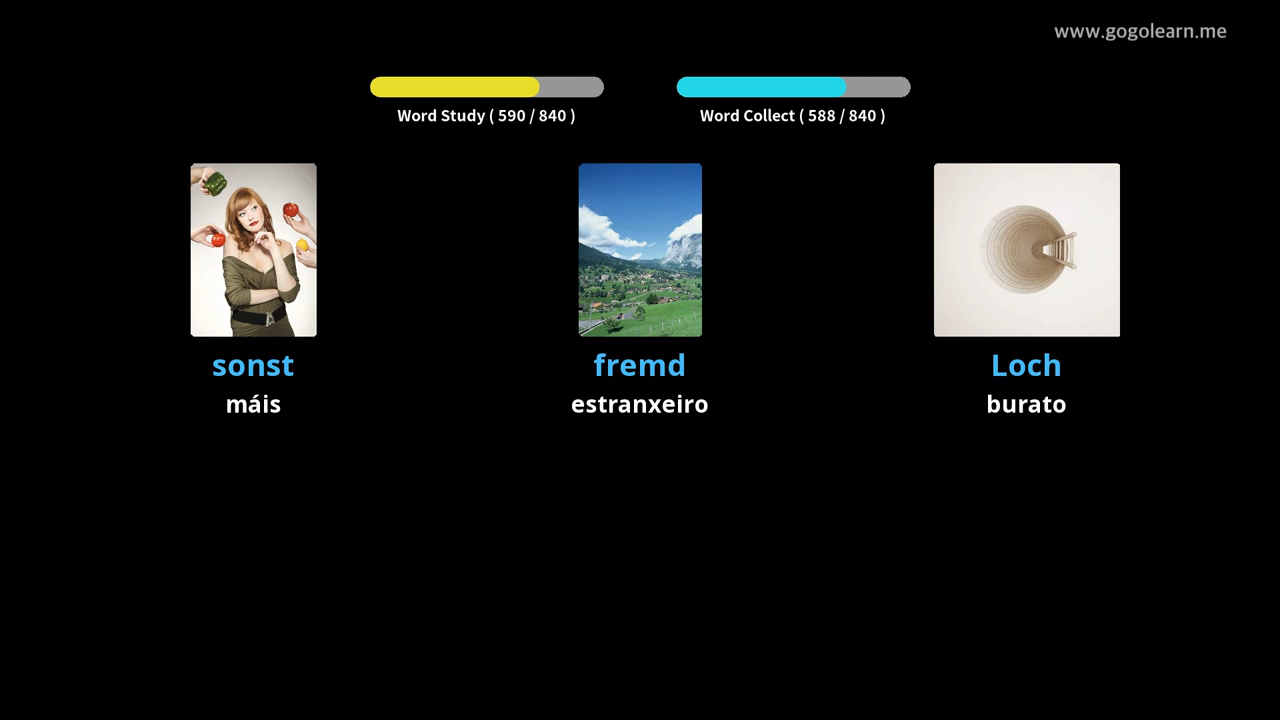 www.gogolearn.me
Word Study ( 590 / 840 )
Word Collect ( 588 / 840 )
sonst
máis
fremd
estranxeiro
Loch
burato